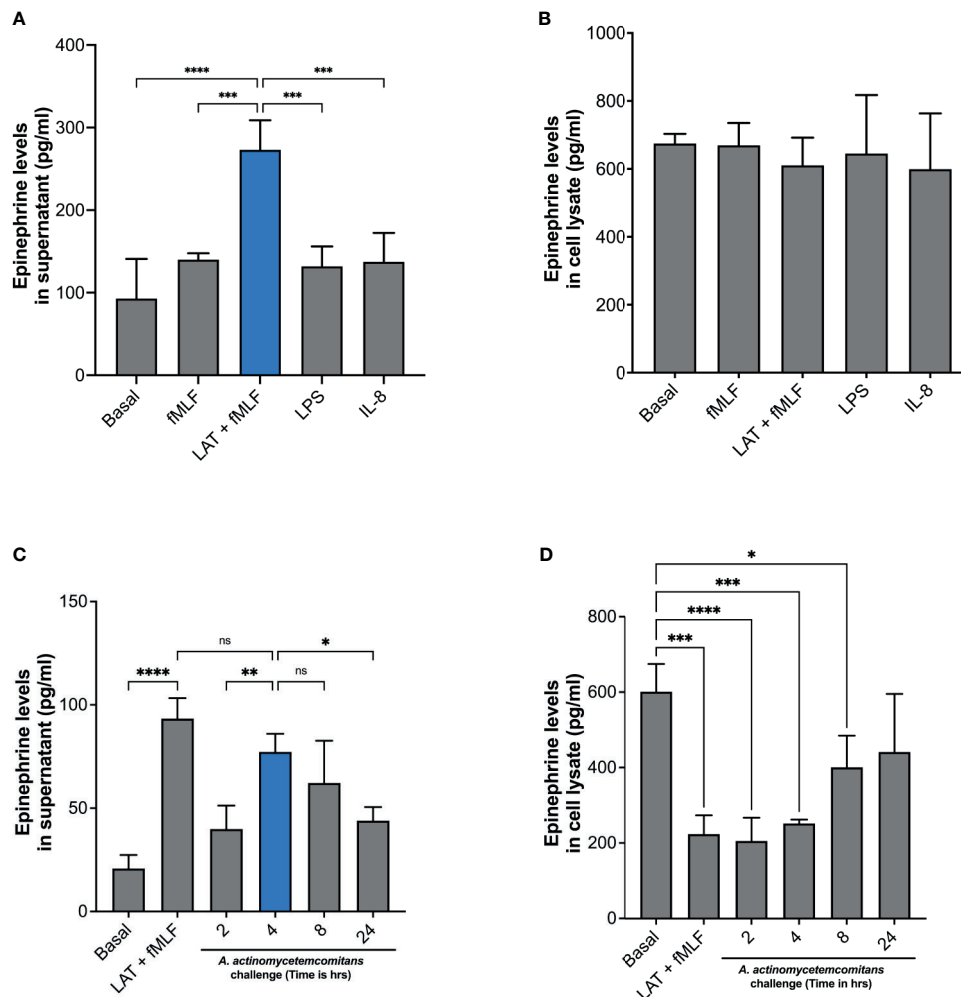 A
Epinephrine levels
in supernatant (pg/ml)
400
300
200
100
0
****
***
***
***
Basal
fMLF
LAT + fMLF
LPS
IL-8
B
Epinephrine levels
in cell lysate (pg/ml)
1000
800
600
400
200
0
Basal
fMLF
LAT + fMLF
LPS
IL-8
C
Epinephrine levels
in supernatant (pg/ml)
150
100
50
0
ns
*
****
**
ns
Basal
LAT + fMLF
2
4
8
24
A. actinomycetemcomitans
challenge (Time is hrs)
D
Epinephrine levels
in cell lysate (pg/ml)
800
600
400
200
0
*
***
****
***
Basal
LAT + fMLF
2
4
8
24
A. actinomycetemcomitans
challenge (Time in hrs)